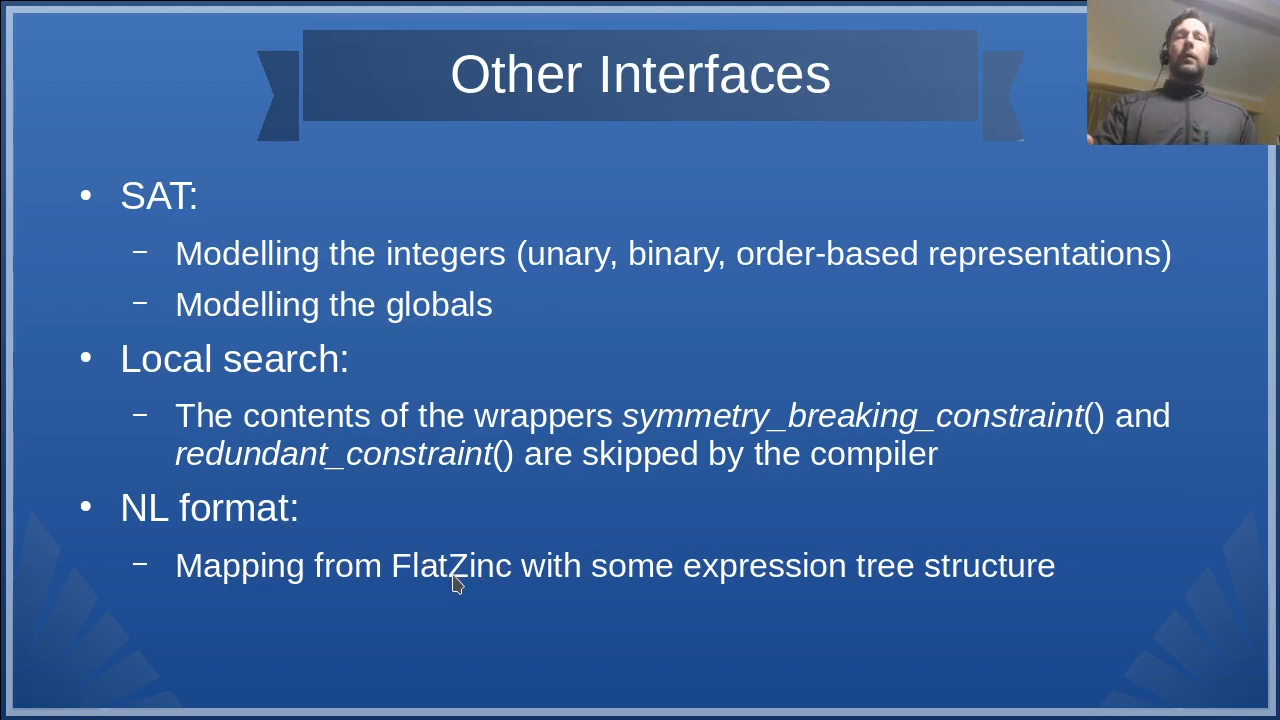 Other Interfaces
• SAT:
– Modelling the integers (unary, binary, order-based representations)
– Modelling the globals
• Local search:
– The contents of the wrappers symmetry_breaking_constraint() and
redundant_constraint() are skipped by the compiler
• NL format:
– Mapping from FlatZinc with some expression tree structure